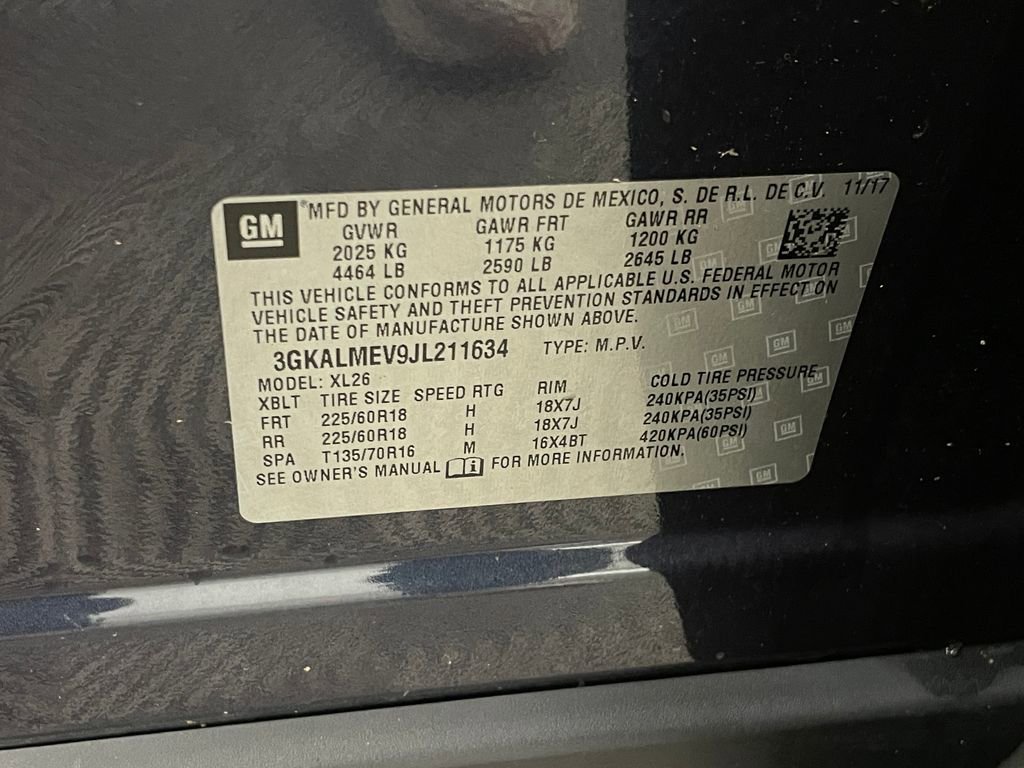 GM
®MFD BY GENERAL MOTORS DE MEXICO, S. DE R.L. DE C.V. 11/17
GVWR GAWR FRT GAWR RR
2025 KG 1175 KG 1200 KG
4464 LB 2590 LB 2645 LB
THIS VEHICLE CONFORMS TO ALL APPLICABLE U.S. FEDERAL MOTOR
VEHICLE SAFETY AND THEFT PREVENTION STANDARDS IN EFFECT ON
THE DATE OF MANUFACTURE SHOWN ABOVE.
3GKALMEV9JL211634 TYPE: M.P.V.
MODEL: XL26
XBLT TIRE SIZE SPEED RTG RIM COLD TIRE PRESSURE
FRT 225/60R18 H 18X7J 240KPA(35PSI)
RR 225/60R18 H 18X7J 240KPA(35PSI)
SPA T135/70R16 M 16X4BT 420KPA(60PSI)
SEE OWNER'S MANUAL FOR MORE INFORMATION.